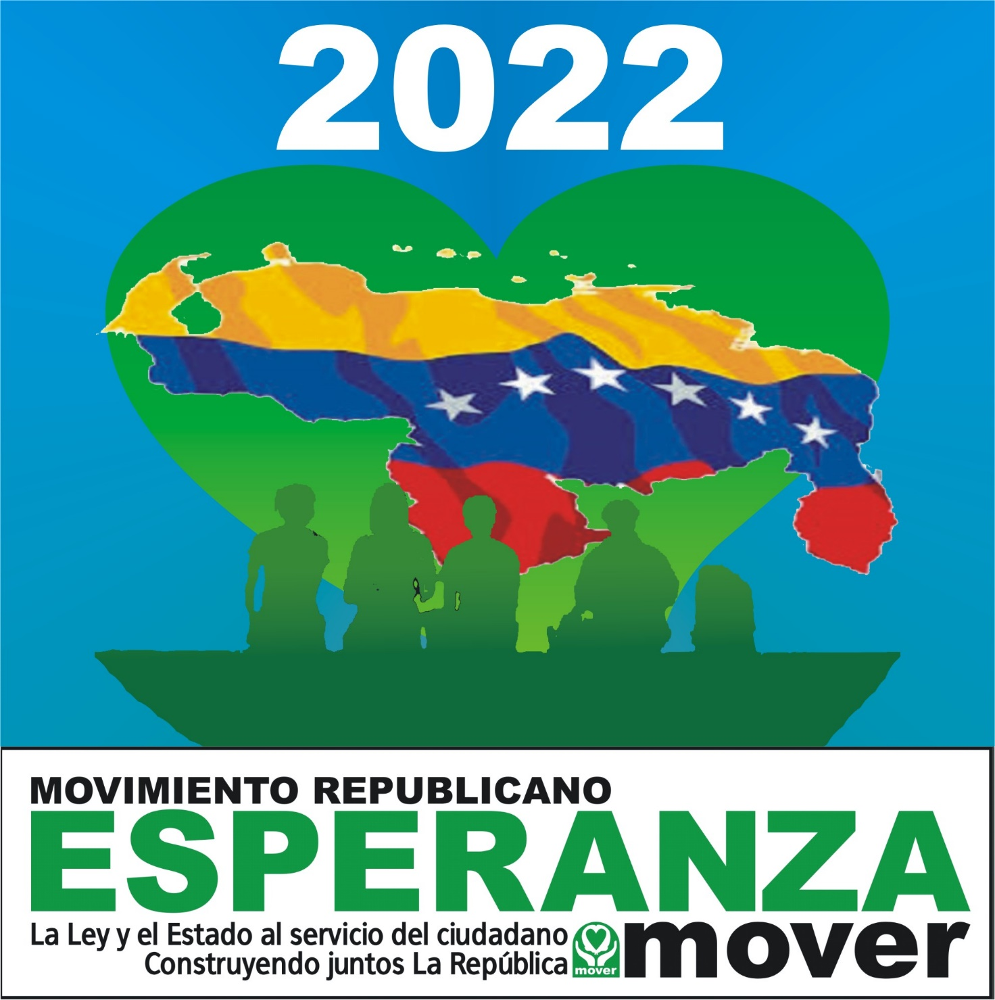 2022
MOVIMIENTO REPUBLICANO
ESPERANZA
La Ley y el Estado al servicio del ciudadano
Construyendo juntos La República
mover
mover